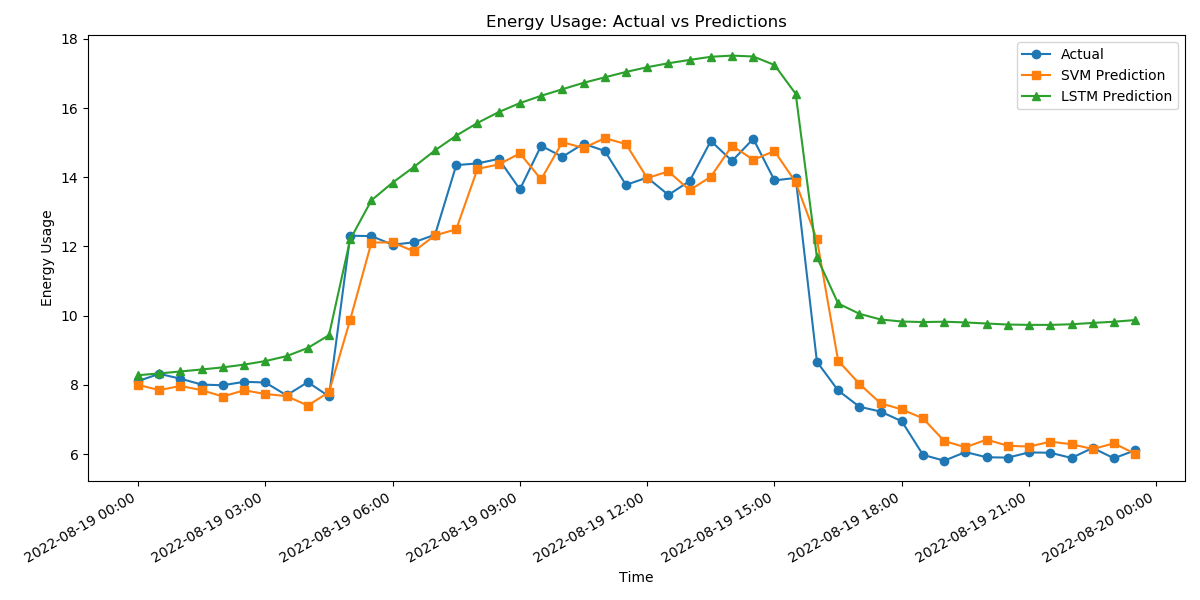 Energy Usage: Actual vs Predictions
Actual
SVM Prediction
LSTM Prediction
18
16
14
12
10
8
6
Energy Usage
2022-08-19 00:00
2022-08-19 03:00
2022-08-19 06:00
2022-08-19 09:00
2022-08-19 12:00
2022-08-19 15:00
2022-08-19 18:00
2022-08-19 21:00
2022-08-20 00:00
Time